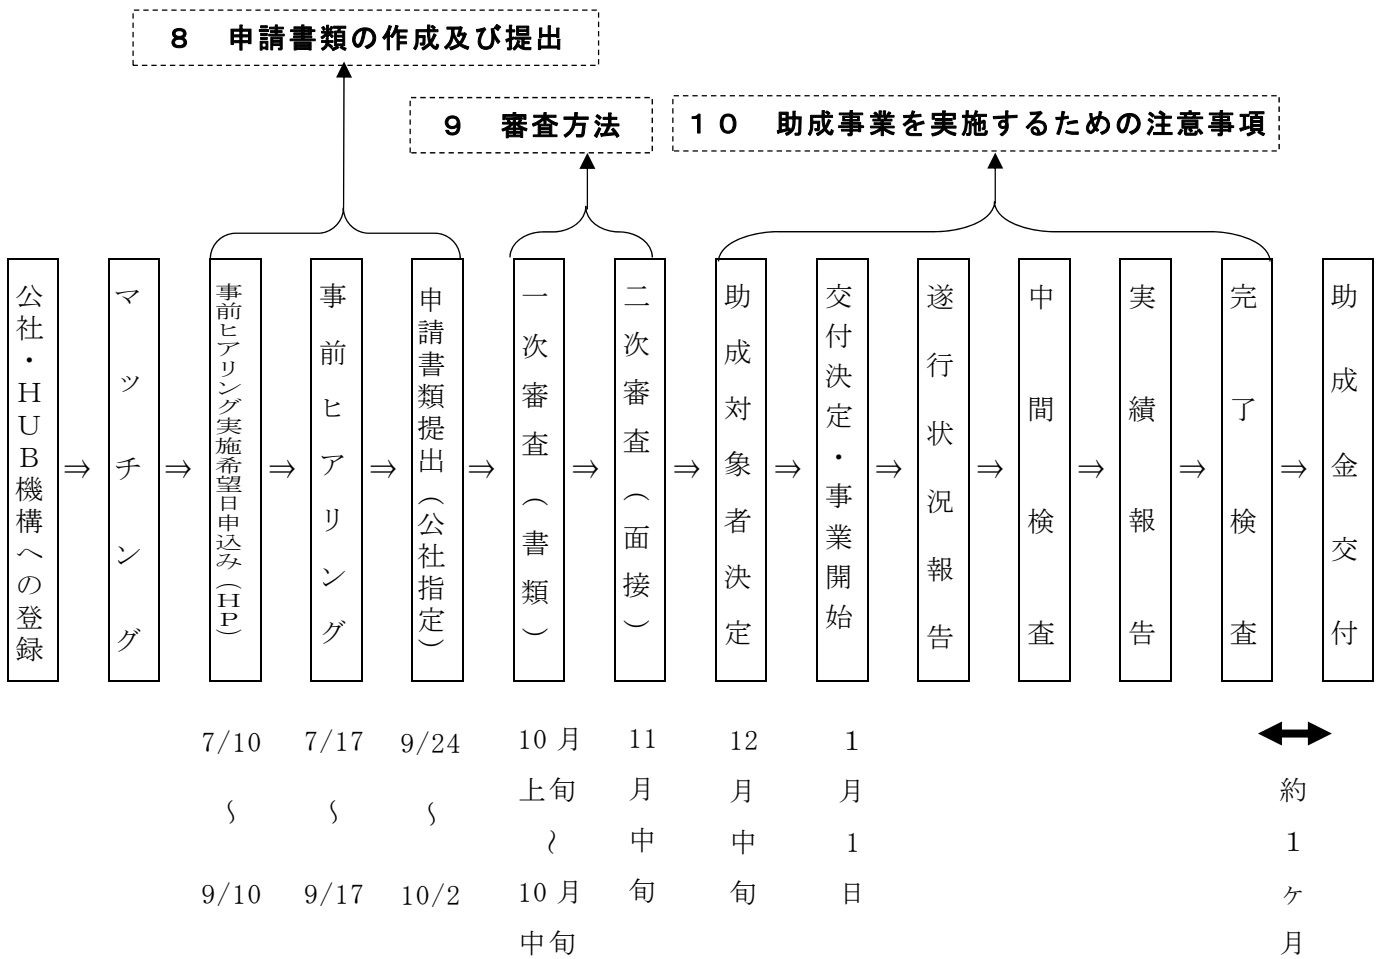 ８　申請書類の作成及び提出
９　審査方法
１０　助成事業を実施するための注意事項
公社・ＨＵＢ機構への登録
⇒
マッチング
⇒
事前ヒアリング実施希望日申込み（ＨＰ）
⇒
事前ヒアリング
⇒
申請書類提出（公社指定）
⇒
一次審査（書類）
⇒
二次審査（面接）
⇒
助成対象者決定
⇒
交付決定・事業開始
⇒
遂行状況報告
⇒
中間検査
⇒
実績報告
⇒
完了検査
⇒
助成金交付
7/10
～
9/10
7/17
～
9/17
9/24
～
10/2
10 月
上旬
～
10 月
中旬
11月中旬
12月中旬
１月１日
約１ヶ月